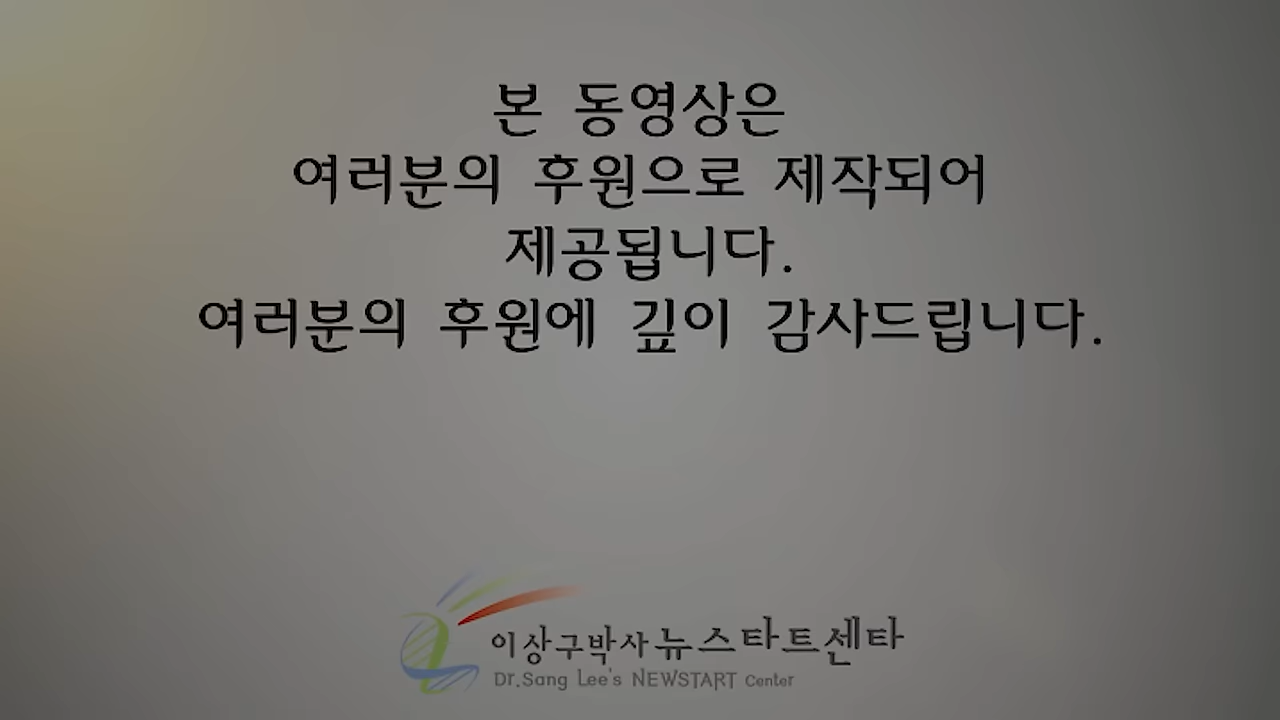 본 동영상은
여러분의 후원으로 제작되어
제공됩니다.
여러분의 후원에 깊이 감사드립니다.
이상구박사 뉴스타트센타
Dr.Sang Lee's NEWSTART Center